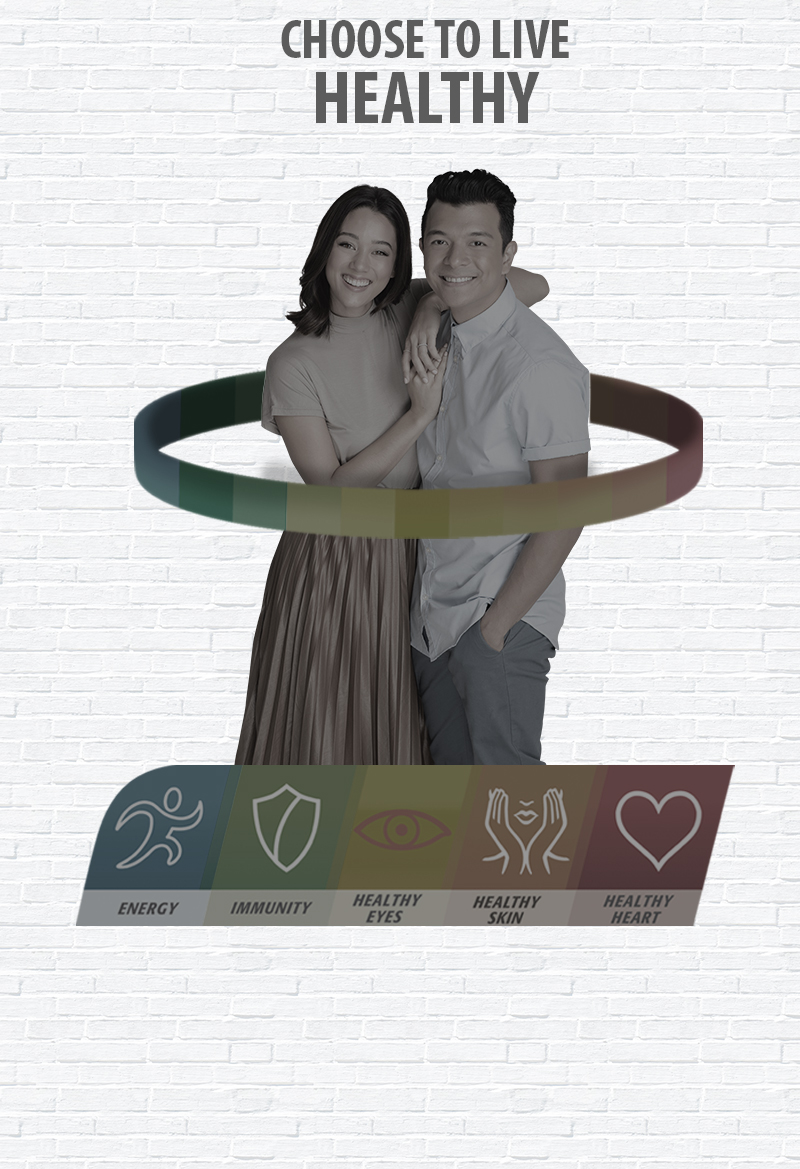 CHOOSE TO LIVE
HEALTHY
ENERGY
IMMUNITY
HEALTHY
EYES
HEALTHY
SKIN
HEALTHY
HEART